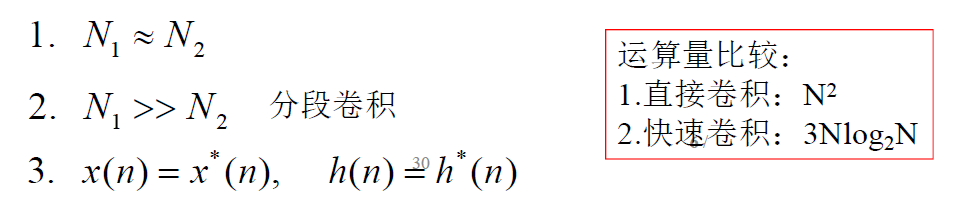 1. N₁ ≈ N₂
2. N₁ >> N₂ 分段卷积
3. x(n) = x*(n), h(n) = h*(n)
30
运算量比较：
1.直接卷积：N²
2.快速卷积：3Nlog₂N